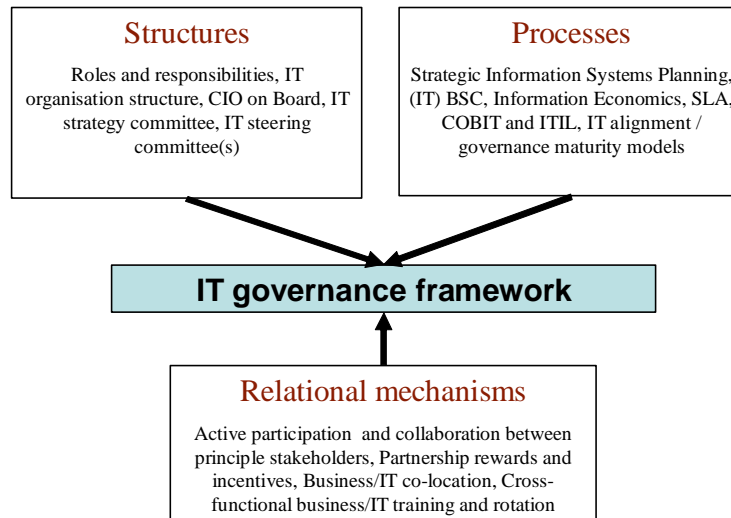 Structures
Roles and responsibilities, IT
organisation structure, CIO on Board, IT
strategy committee, IT steering
committee(s)
Processes
Strategic Information Systems Planning,
(IT) BSC, Information Economics, SLA,
COBIT and ITIL, IT alignment /
governance maturity models
IT governance framework
Relational mechanisms
Active participation and collaboration between
principle stakeholders, Partnership rewards and
incentives, Business/IT co-location, Cross-
functional business/IT training and rotation